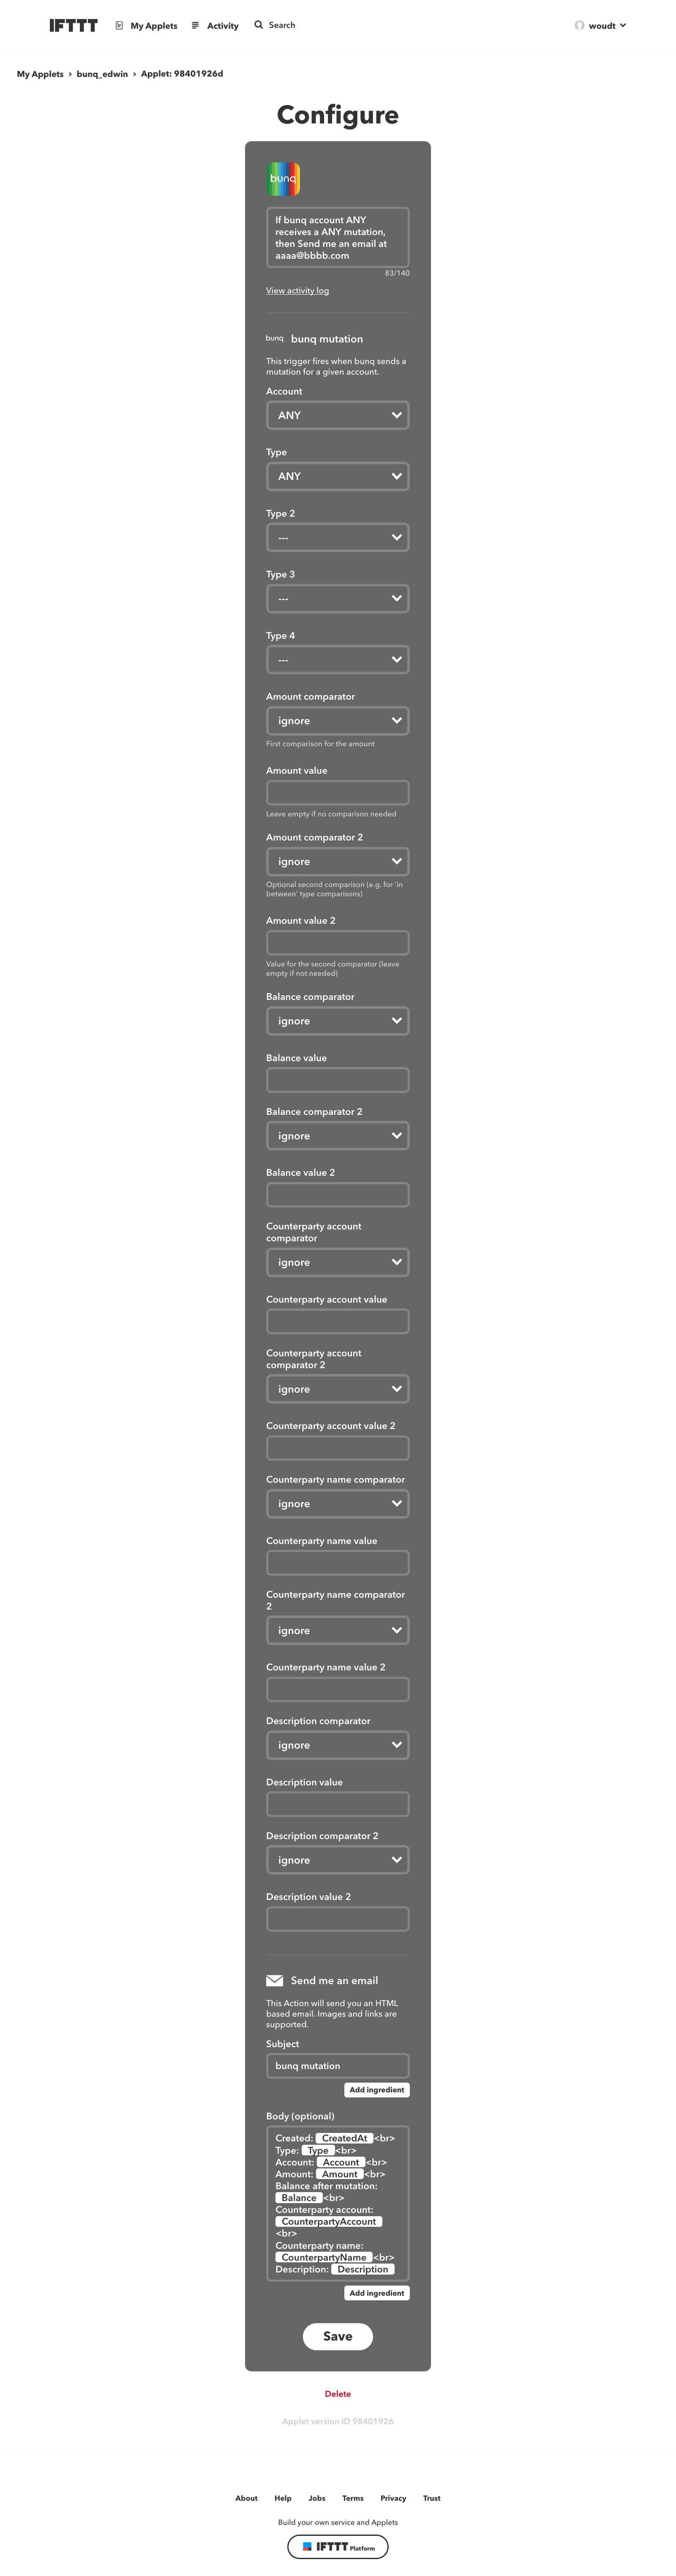 IFTTT My Applets Activity Search woudt
My Applets › bunq_edwin › Applet: 98401926d
Configure
bunq
If bunq account ANY
receives a ANY mutation,
then Send me an email at
aaaa@bbbb.com
83/140
View activity log
bunq bunq mutation
This trigger fires when bunq sends a
mutation for a given account.
Account
ANY
Type
ANY
Type 2
---
Type 3
---
Type 4
---
Amount comparator
ignore
First comparison for the amount
Amount value
Leave empty if no comparison needed
Amount comparator 2
ignore
Optional second comparison (e.g. for 'in
between' type comparisons)
Amount value 2
Value for the second comparator (leave
empty if not needed)
Balance comparator
ignore
Balance value
Balance comparator 2
ignore
Balance value 2
Counterparty account
comparator
ignore
Counterparty account value
Counterparty account
comparator 2
ignore
Counterparty account value 2
Counterparty name comparator
ignore
Counterparty name value
Counterparty name comparator
2
ignore
Counterparty name value 2
Description comparator
ignore
Description value
Description comparator 2
ignore
Description value 2
Send me an email
This Action will send you an HTML
based email. Images and links are
supported.
Subject
bunq mutation
Add ingredient
Body (optional)
Created: CreatedAt <br>
Type: Type <br>
Account: Account <br>
Amount: Amount <br>
Balance after mutation:
Balance <br>
Counterparty account:
CounterpartyAccount
<br>
Counterparty name:
CounterpartyName <br>
Description: Description
Add ingredient
Save
Delete
Applet version ID 98401926
About Help Jobs Terms Privacy Trust
Build your own service and Applets
IFTTT Platform